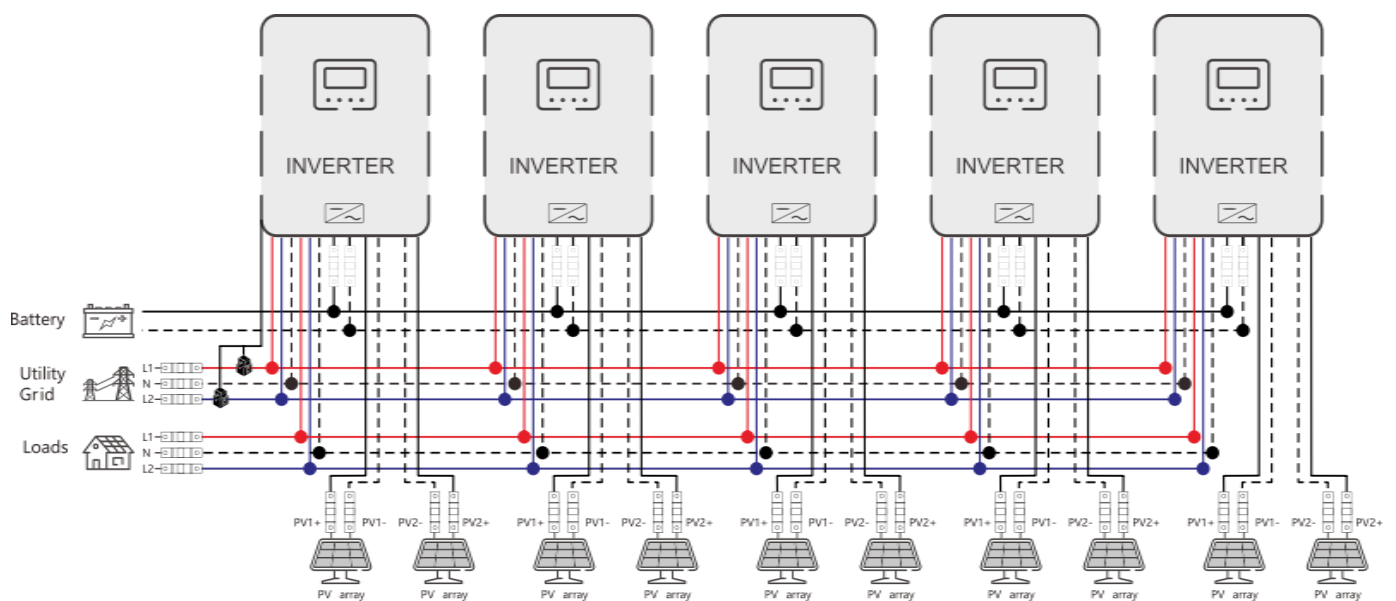 INVERTER INVERTER INVERTER INVERTER INVERTER
Battery
Utility
Grid
L1
N
L2
Loads
L1
N
L2
PV1+ PV1- PV2- PV2+ PV1+ PV1- PV2- PV2+ PV1+ PV1- PV2- PV2+ PV1+ PV1- PV2- PV2+ PV1+ PV1- PV2- PV2+
PV array PV array PV array PV array PV array PV array PV array PV array PV array PV array